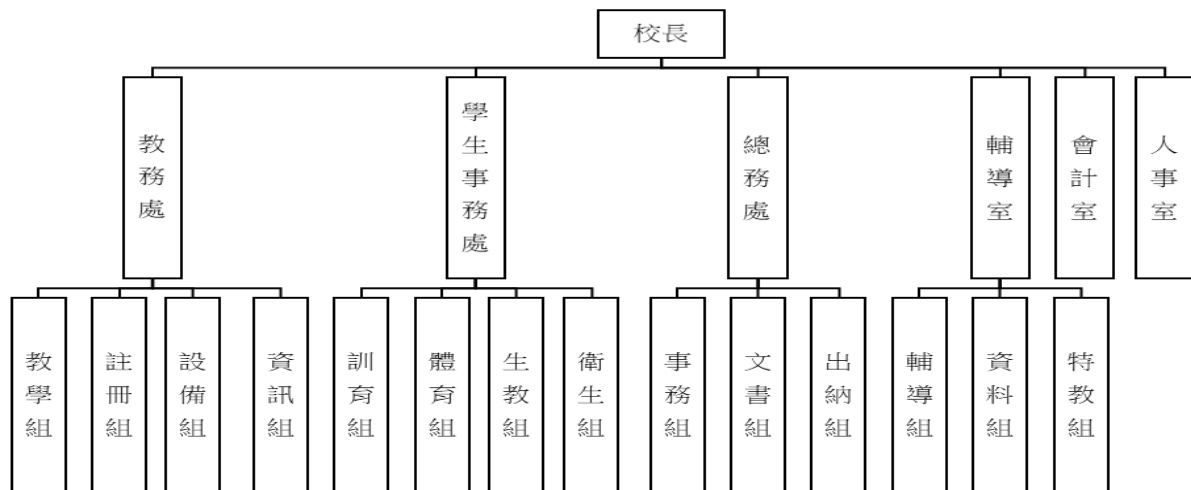 校長
教務處
學生事務處
總務處
輔導室
會計室
人事室
教學組
註冊組
設備組
資訊組
訓育組
體育組
生教組
衛生組
事務組
文書組
出納組
輔導組
資料組
特教組